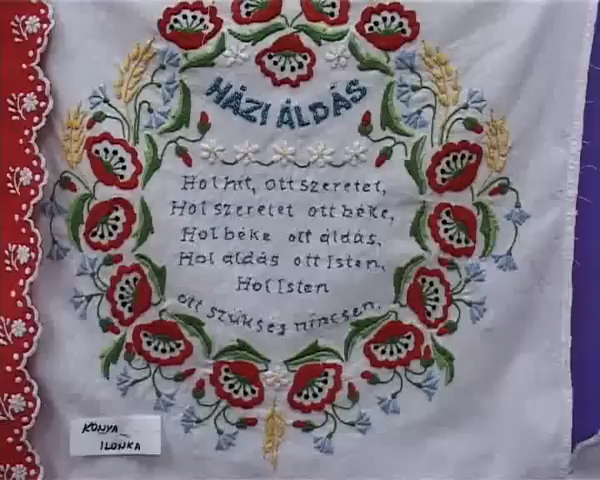 HÁZI ÁLDÁS
Hol hit, ott szeretet,
Hol szeretet ott béke,
Hol béke ott áldás,
Hol áldás ott Isten,
Hol Isten
ott szükség nincsen.
KONYA
ILONKA